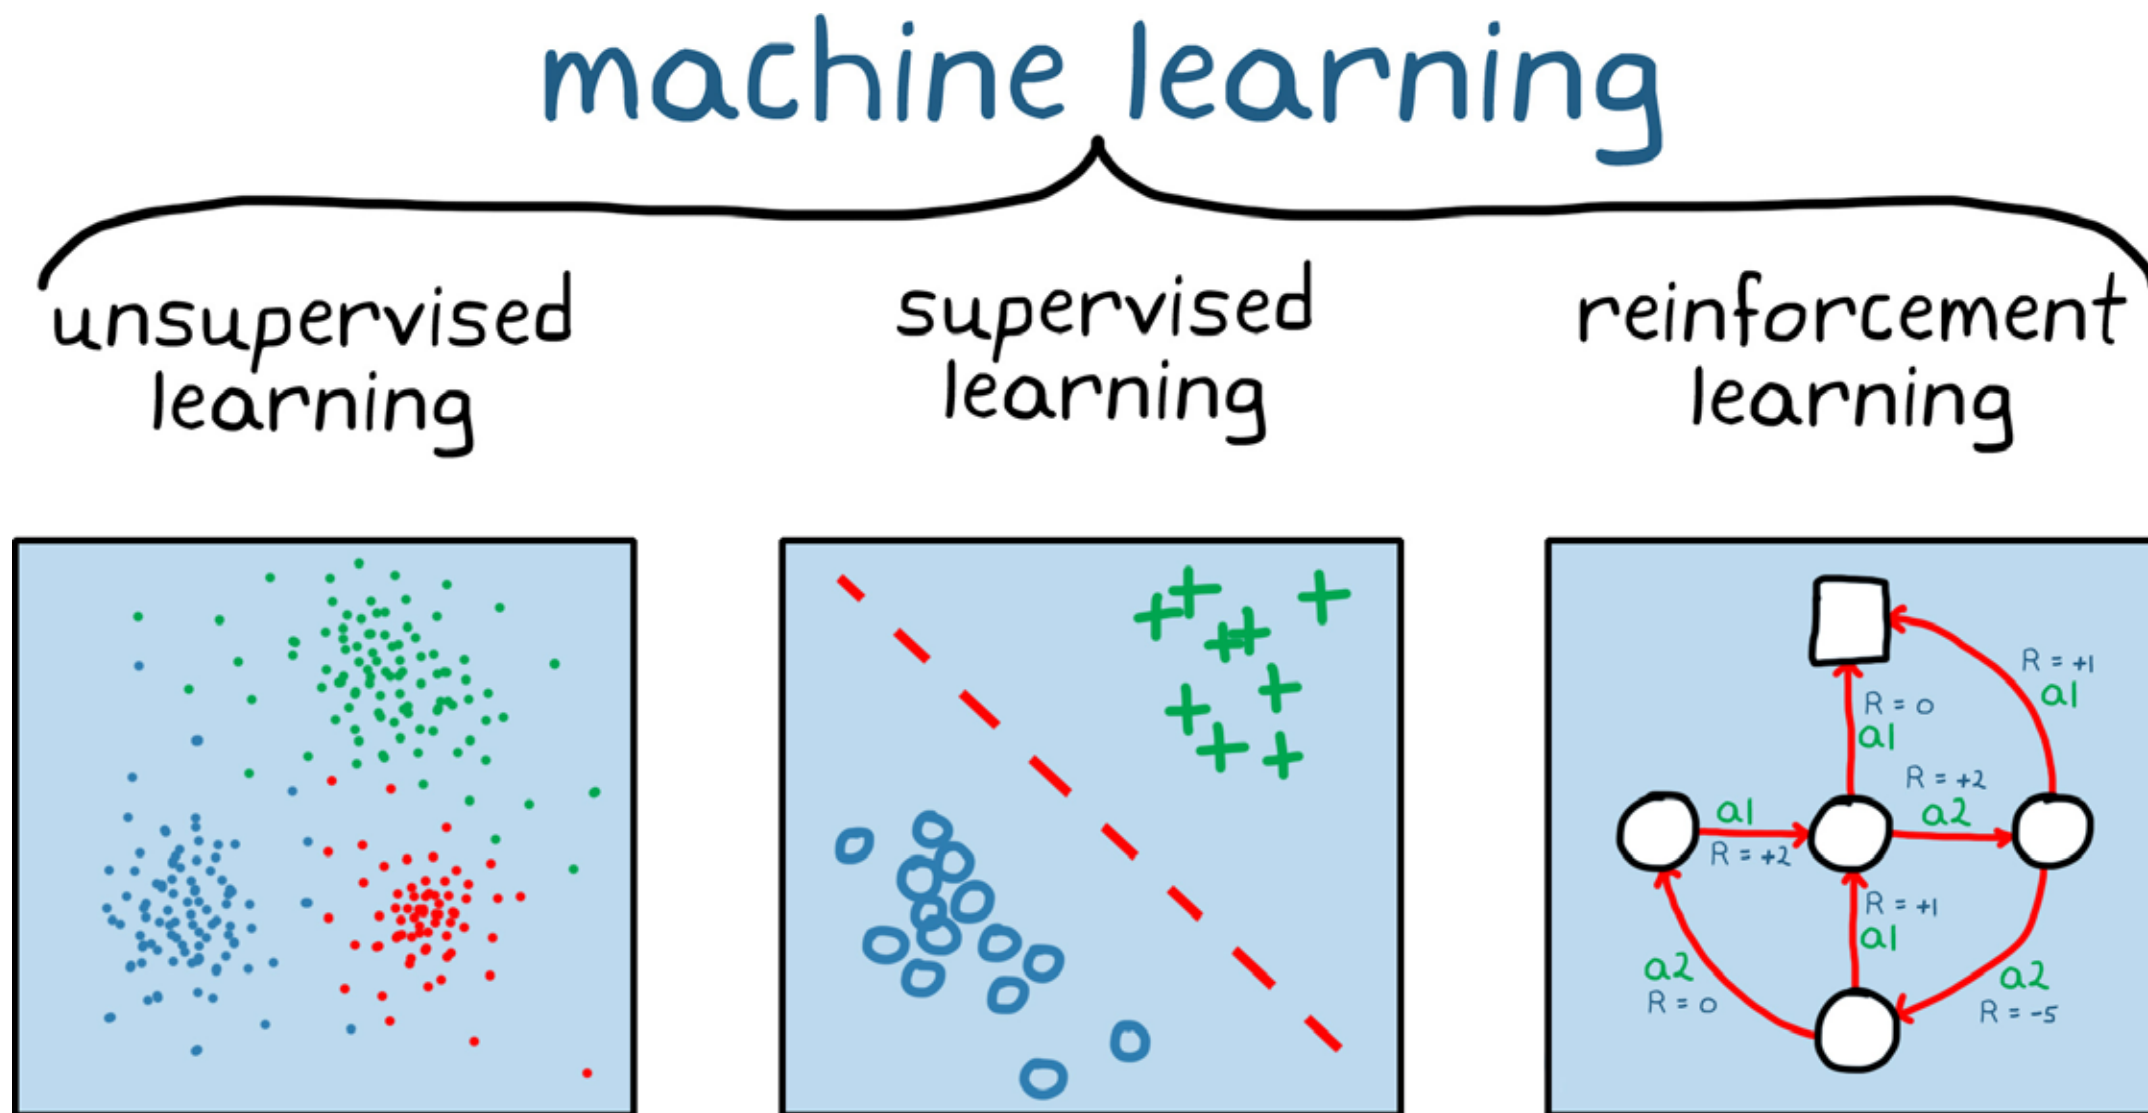 machine learning
unsupervised
learning
supervised
learning
reinforcement
learning
R = +1
a1
R = 0
a1
R = +2
a2
a1
R = +2
R = +1
a1
a2
R = 0
a2
R = -5